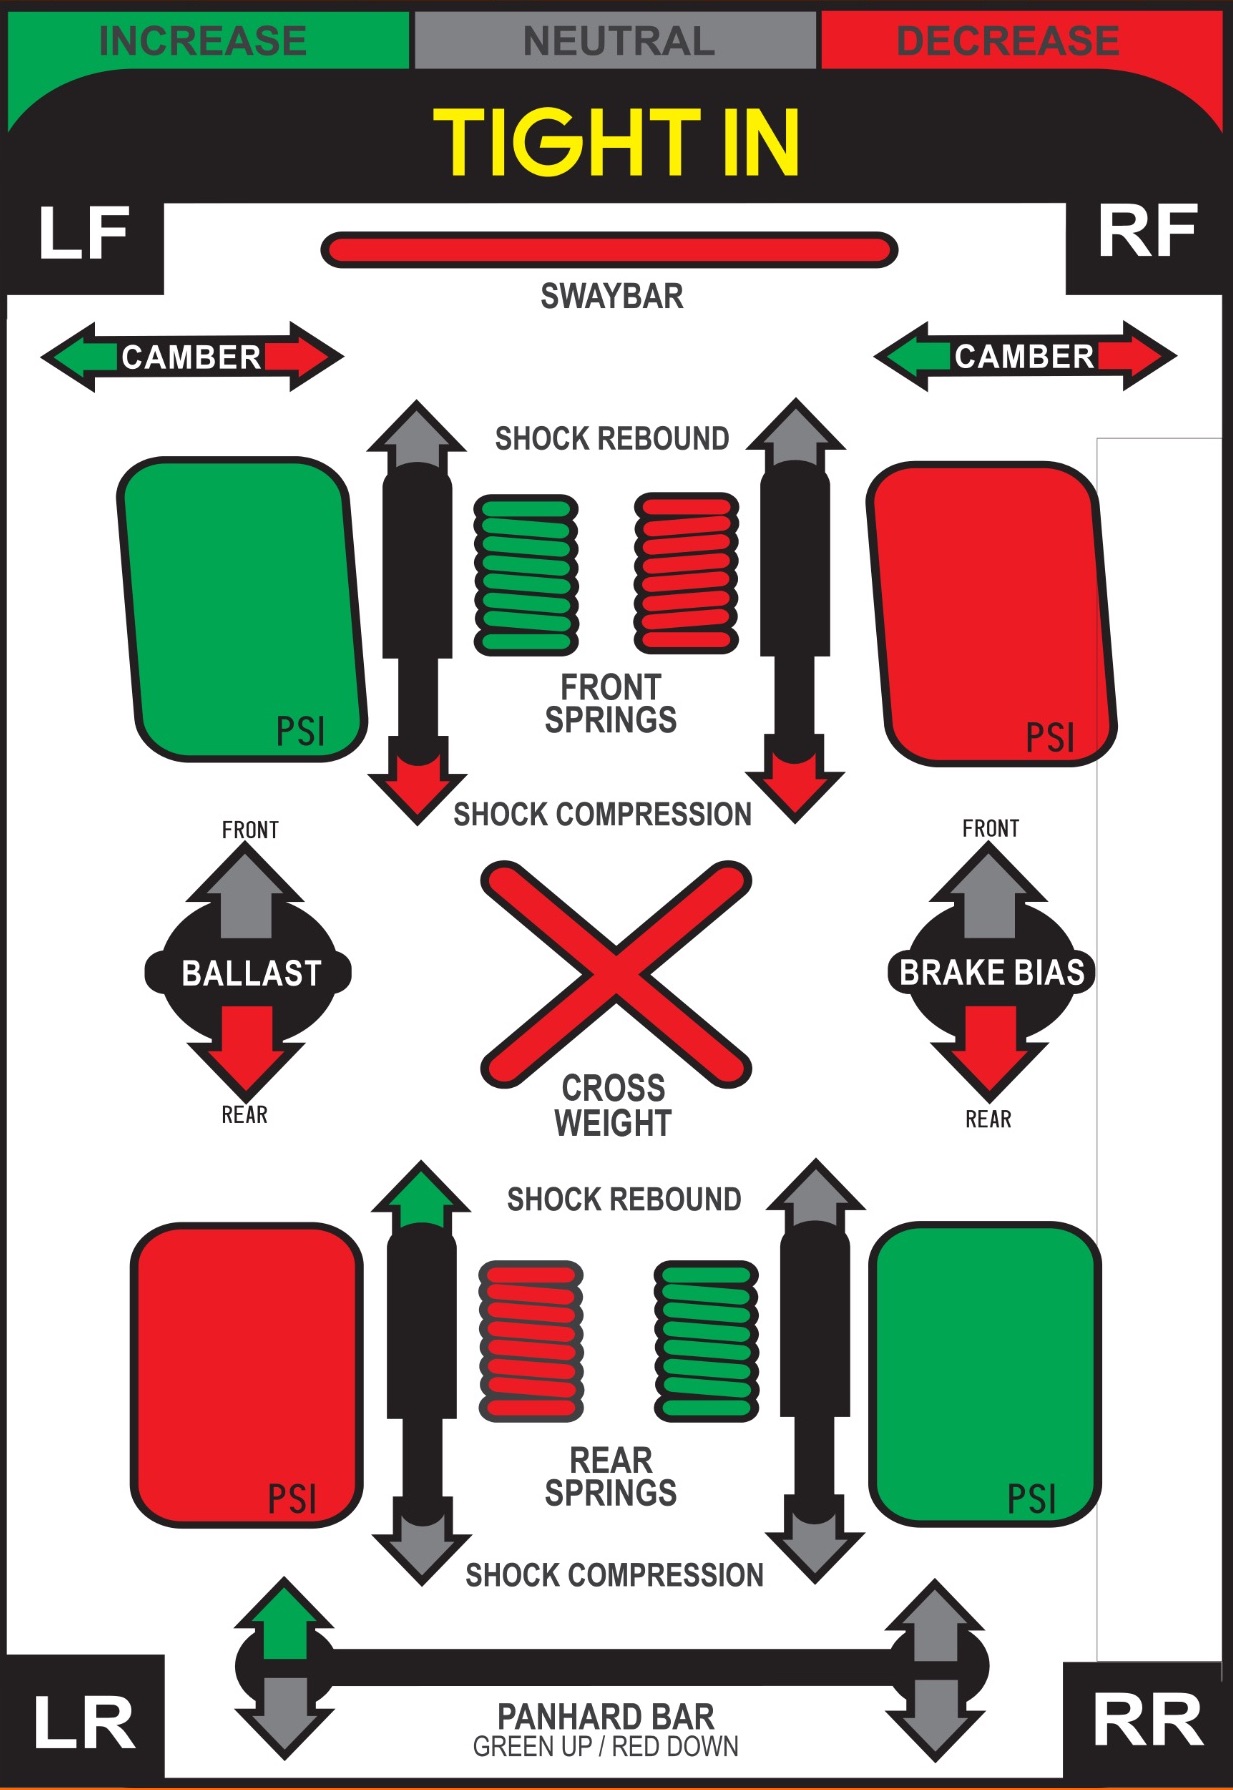 INCREASE NEUTRAL DECREASE
TIGHT IN
LF
RF
SWAYBAR
CAMBER
CAMBER
SHOCK REBOUND
FRONT
SPRINGS
PSI
PSI
SHOCK COMPRESSION
FRONT
FRONT
BALLAST
BRAKE BIAS
REAR
REAR
CROSS
WEIGHT
SHOCK REBOUND
REAR
SPRINGS
PSI
PSI
SHOCK COMPRESSION
LR
RR
PANHARD BAR
GREEN UP / RED DOWN